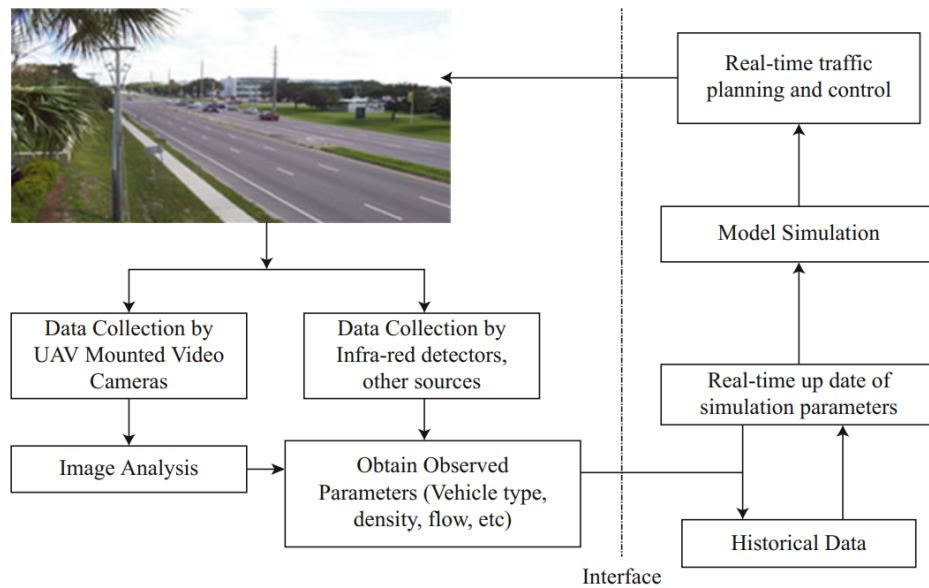 Real-time traffic
planning and control
Model Simulation
Data Collection by
UAV Mounted Video
Cameras
Data Collection by
Infra-red detectors,
other sources
Real-time up date of
simulation parameters
Image Analysis
Obtain Observed
Parameters (Vehicle type,
density, flow, etc)
Historical Data
Interface